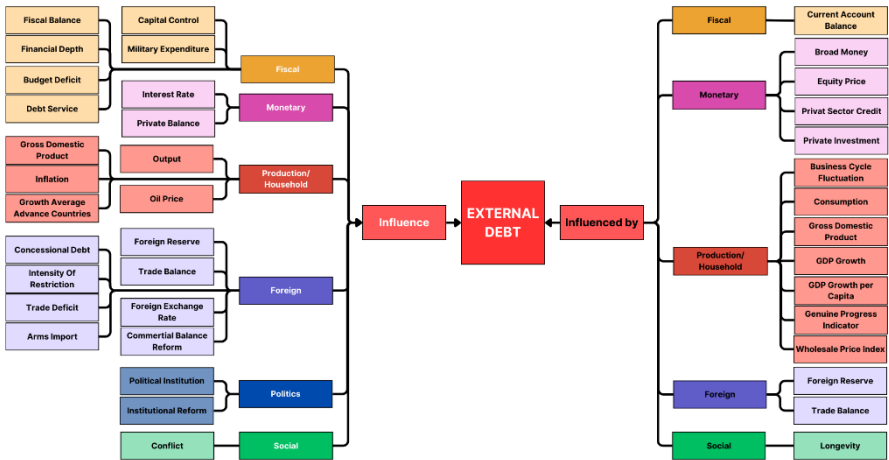 Fiscal Balance
Financial Depth
Budget Deficit
Debt Service
Capital Control
Military Expenditure
Fiscal
Interest Rate
Private Balance
Monetary
Gross Domestic
Product
Inflation
Growth Average
Advance Countries
Output
Oil Price
Production/
Household
Concessional Debt
Intensity Of
Restriction
Trade Deficit
Arms Import
Foreign Reserve
Trade Balance
Foreign Exchange
Rate
Commertial Balance
Reform
Foreign
Political Institution
Institutional Reform
Politics
Conflict
Social
Influence
EXTERNAL
DEBT
Influenced by
Fiscal
Current Account
Balance
Monetary
Broad Money
Equity Price
Privat Sector Credit
Private Investment
Production/
Household
Business Cycle
Fluctuation
Consumption
Gross Domestic
Product
GDP Growth
GDP Growth per
Capita
Genuine Progress
Indicator
Wholesale Price Index
Foreign
Foreign Reserve
Trade Balance
Social
Longevity